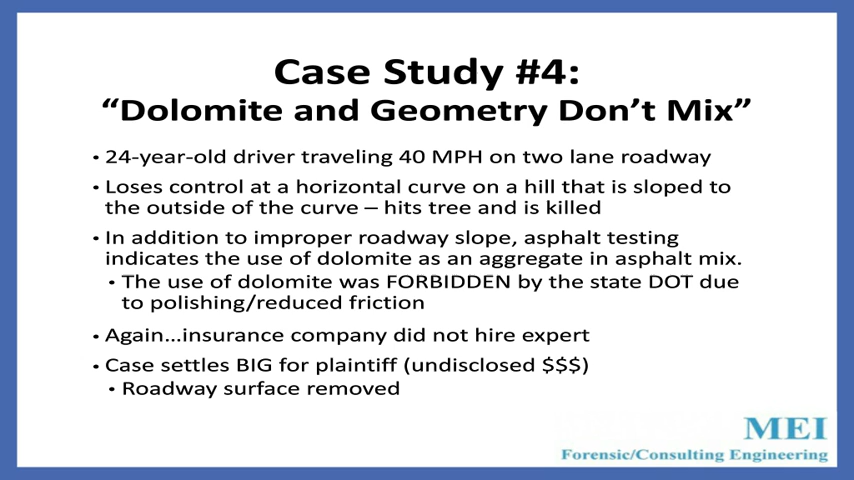 Case Study #4:
“Dolomite and Geometry Don’t Mix”
• 24-year-old driver traveling 40 MPH on two lane roadway
• Loses control at a horizontal curve on a hill that is sloped to
the outside of the curve – hits tree and is killed
• In addition to improper roadway slope, asphalt testing
indicates the use of dolomite as an aggregate in asphalt mix.
• The use of dolomite was FORBIDDEN by the state DOT due
to polishing/reduced friction
• Again...insurance company did not hire expert
• Case settles BIG for plaintiff (undisclosed $$$)
• Roadway surface removed
MEI
Forensic/Consulting Engineering